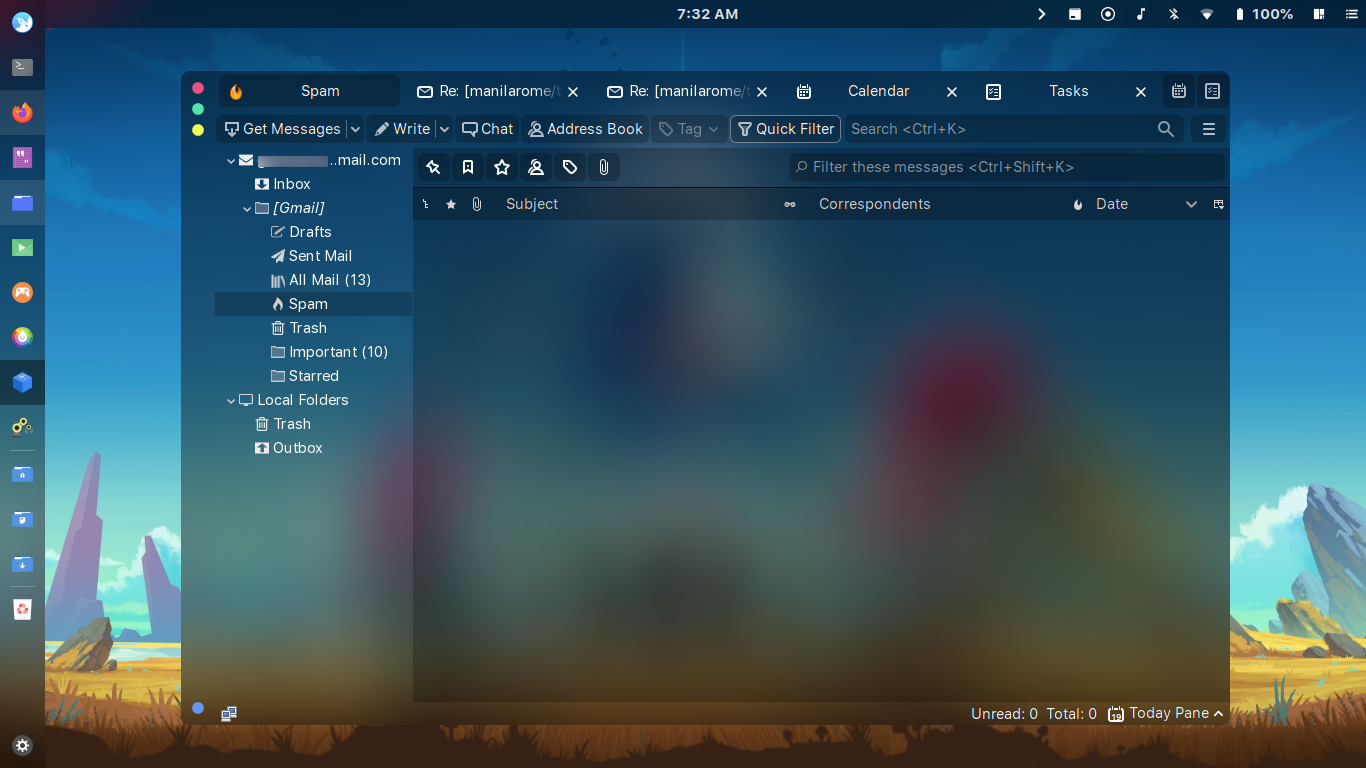 7:32 AM
100%
Spam
Re: [manilarome/t
Re: [manilarome/t
Calendar
Tasks
Get Messages
Write
Chat
Address Book
Tag
Quick Filter
Search <Ctrl+K>
..mail.com
Filter these messages <Ctrl+Shift+K>
Inbox
[Gmail]
Subject
Correspondents
Date
Drafts
Sent Mail
All Mail (13)
Spam
Trash
Important (10)
Starred
Local Folders
Trash
Outbox
Unread: 0
Total: 0
19
Today Pane